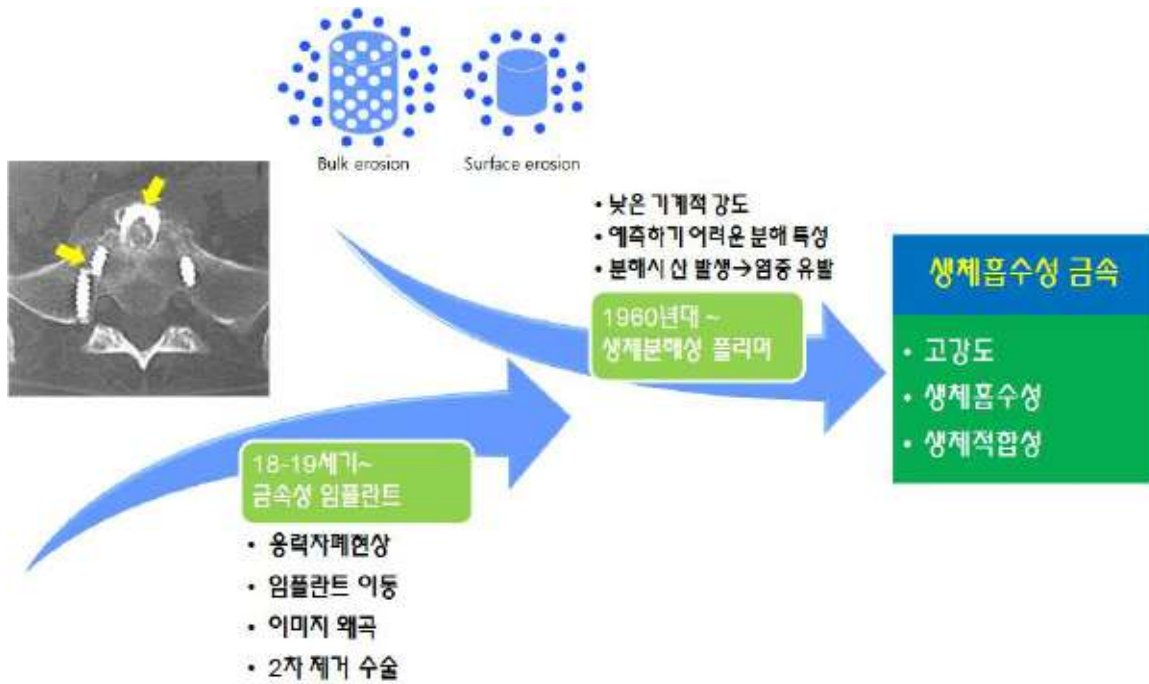 Bulk erosion
Surface erosion
• 낮은 기계적 강도
• 예측하기 어려운 분해 특성
• 분해시 산 발생→염증 유발
1960년대 ~
생체분해성 폴리머
생체흡수성 금속
• 고강도
• 생체흡수성
• 생체적합성
18-19세기~
금속성 임플란트
• 응력차폐현상
• 임플란트 이동
• 이미지 왜곡
• 2차 제거 수술